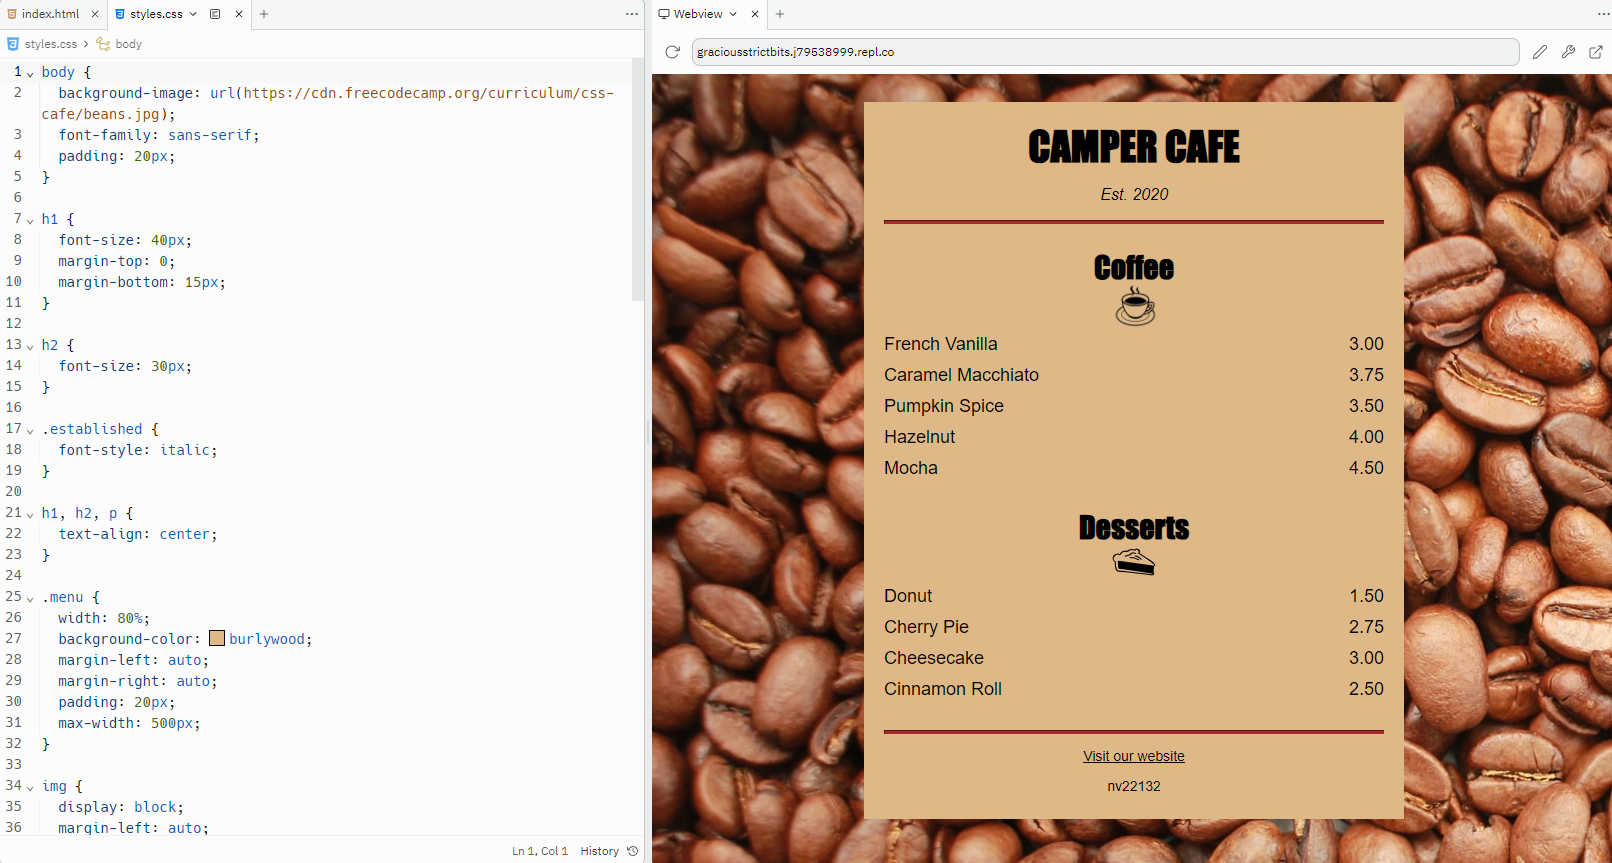 index.html
styles.css
styles.css > body
1 body {
2 background-image: url(https://cdn.freecodecamp.org/curriculum/css-
cafe/beans.jpg);
3 font-family: sans-serif;
4 padding: 20px;
5 }
6
7 h1 {
8 font-size: 40px;
9 margin-top: 0;
10 margin-bottom: 15px;
11 }
12
13 h2 {
14 font-size: 30px;
15 }
16
17 .established {
18 font-style: italic;
19 }
20
21 h1, h2, p {
22 text-align: center;
23 }
24
25 .menu {
26 width: 80%;
27 background-color: burlywood;
28 margin-left: auto;
29 margin-right: auto;
30 padding: 20px;
31 max-width: 500px;
32 }
33
34 img {
35 display: block;
36 margin-left: auto;
Ln 1, Col 1 History
Webview
graciousstrictbits.j79538999.repl.co
CAMPER CAFE
Est. 2020
Coffee
French Vanilla 3.00
Caramel Macchiato 3.75
Pumpkin Spice 3.50
Hazelnut 4.00
Mocha 4.50
Desserts
Donut 1.50
Cherry Pie 2.75
Cheesecake 3.00
Cinnamon Roll 2.50
Visit our website
nv22132